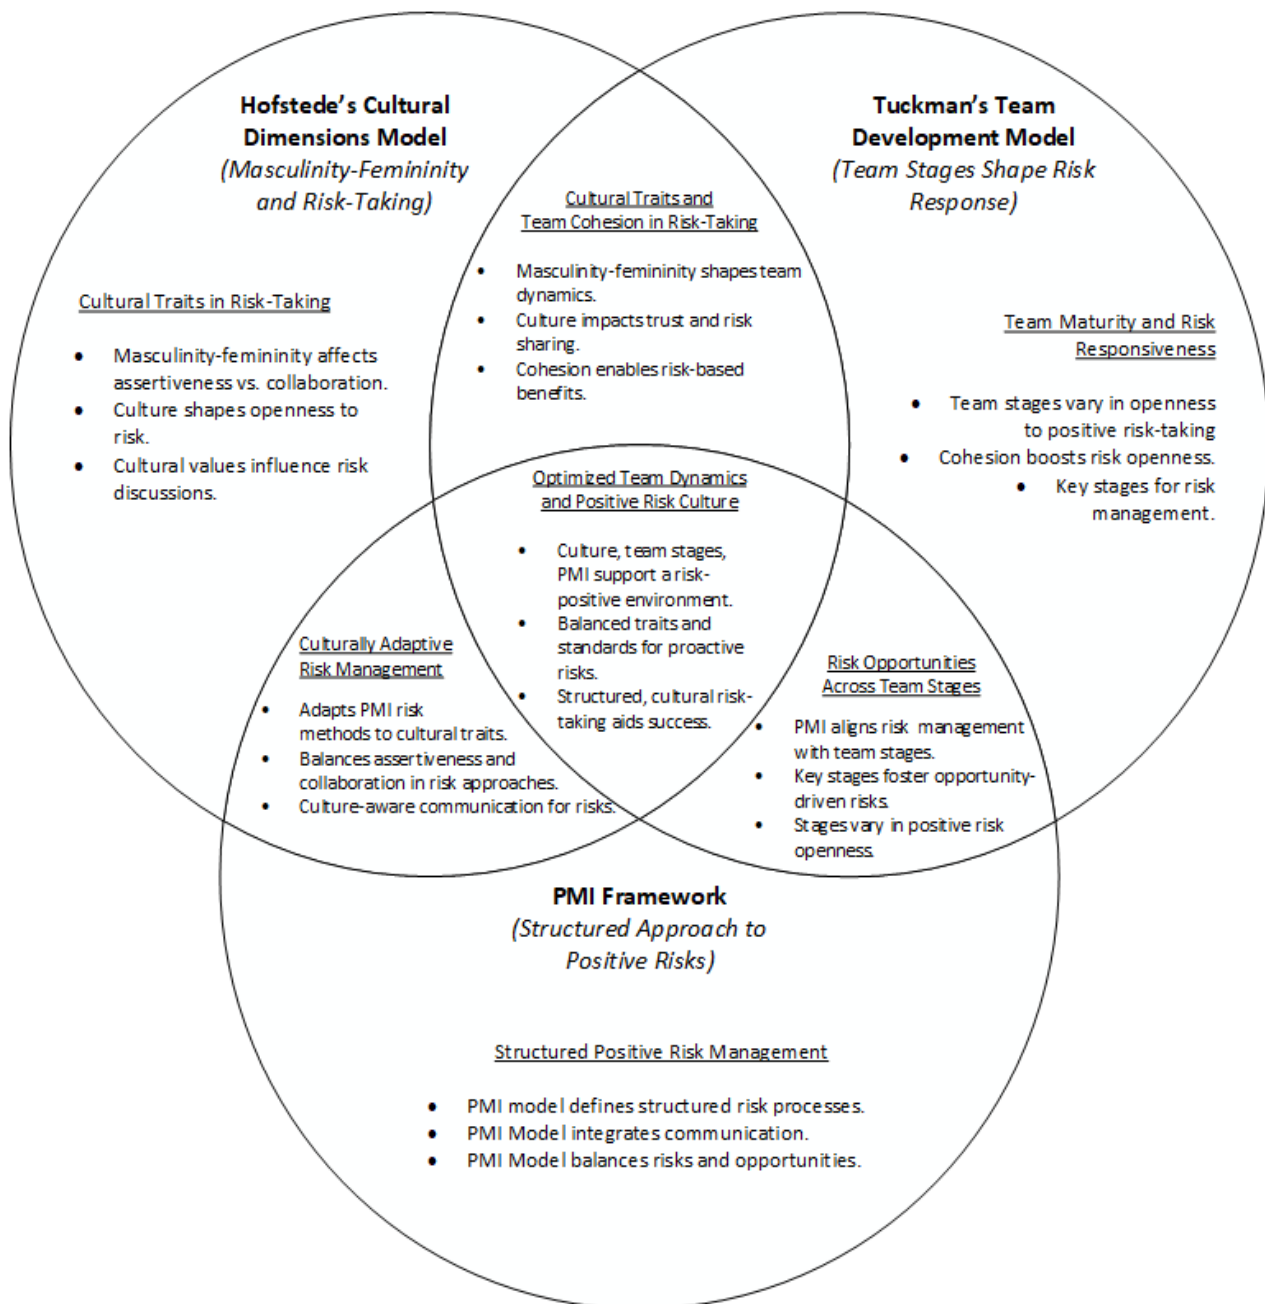 Hofstede's Cultural
Dimensions Model
(Masculinity-Femininity
and Risk-Taking)
Cultural Traits in Risk-Taking
• Masculinity-femininity affects
assertiveness vs. collaboration.
• Culture shapes openness to
risk.
• Cultural values influence risk
discussions.
Cultural Traits and
Team Cohesion in Risk-Taking
• Masculinity-femininity shapes team
dynamics.
• Culture impacts trust and risk
sharing.
• Cohesion enables risk-based
benefits.
Tuckman's Team
Development Model
(Team Stages Shape Risk
Response)
Team Maturity and Risk
Responsiveness
• Team stages vary in openness
to positive risk-taking
• Cohesion boosts risk openness.
• Key stages for risk
management.
Optimized Team Dynamics
and Positive Risk Culture
• Culture, team stages,
PMI support a risk-
positive environment.
• Balanced traits and
standards for proactive
risks.
• Structured, cultural risk-
taking aids success.
Culturally Adaptive
Risk Management
• Adapts PMI risk
methods to cultural traits.
• Balances assertiveness and
collaboration in risk approaches.
• Culture-aware communication for risks.
Risk Opportunities
Across Team Stages
• PMI aligns risk management
with team stages.
• Key stages foster opportunity-
driven risks.
• Stages vary in positive risk
openness.
PMI Framework
(Structured Approach to
Positive Risks)
Structured Positive Risk Management
• PMI model defines structured risk processes.
• PMI Model integrates communication.
• PMI Model balances risks and opportunities.